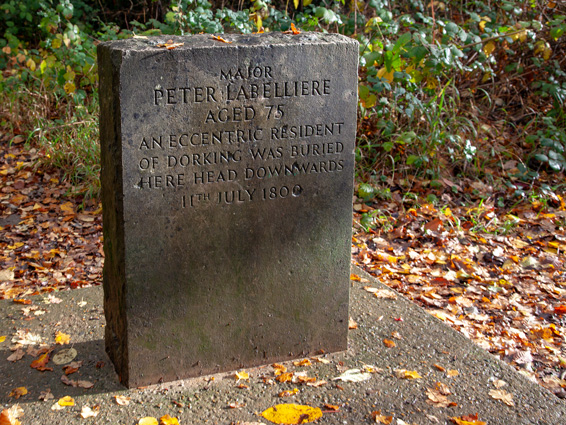 MAJOR
PETER LABELLIERE
AGED 75
AN ECCENTRIC RESIDENT
OF DORKING WAS BURIED
HERE HEAD DOWNWARDS
11TH JULY 1800